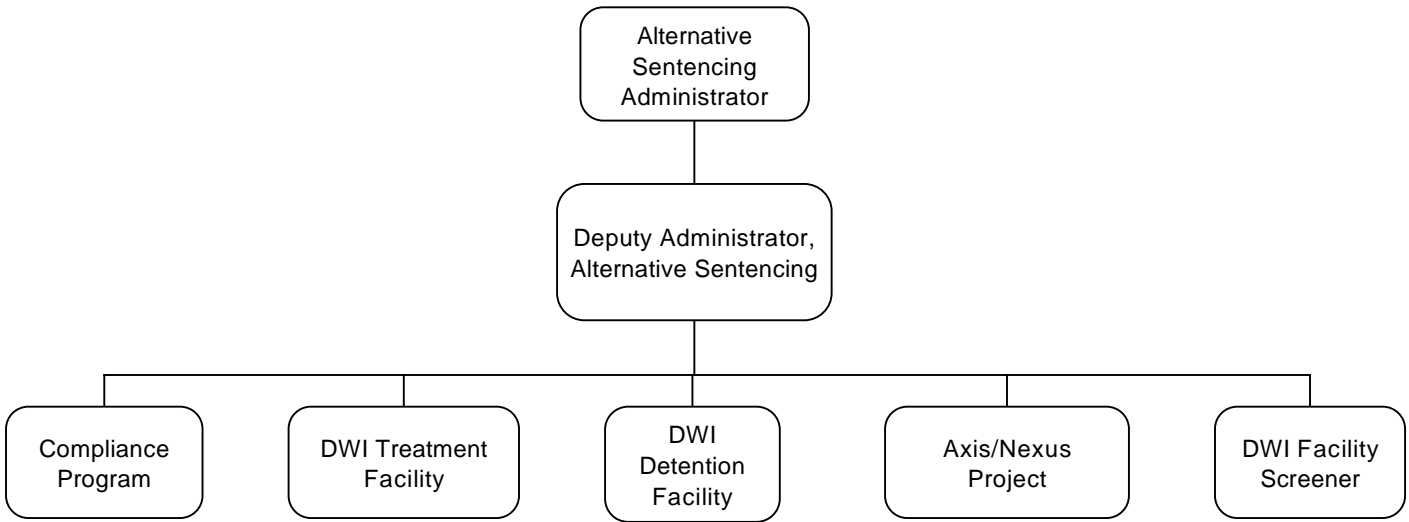 Alternative
Sentencing
Administrator
Deputy Administrator,
Alternative Sentencing
Compliance
Program
DWI Treatment
Facility
DWI
Detention
Facility
Axis/Nexus
Project
DWI Facility
Screener